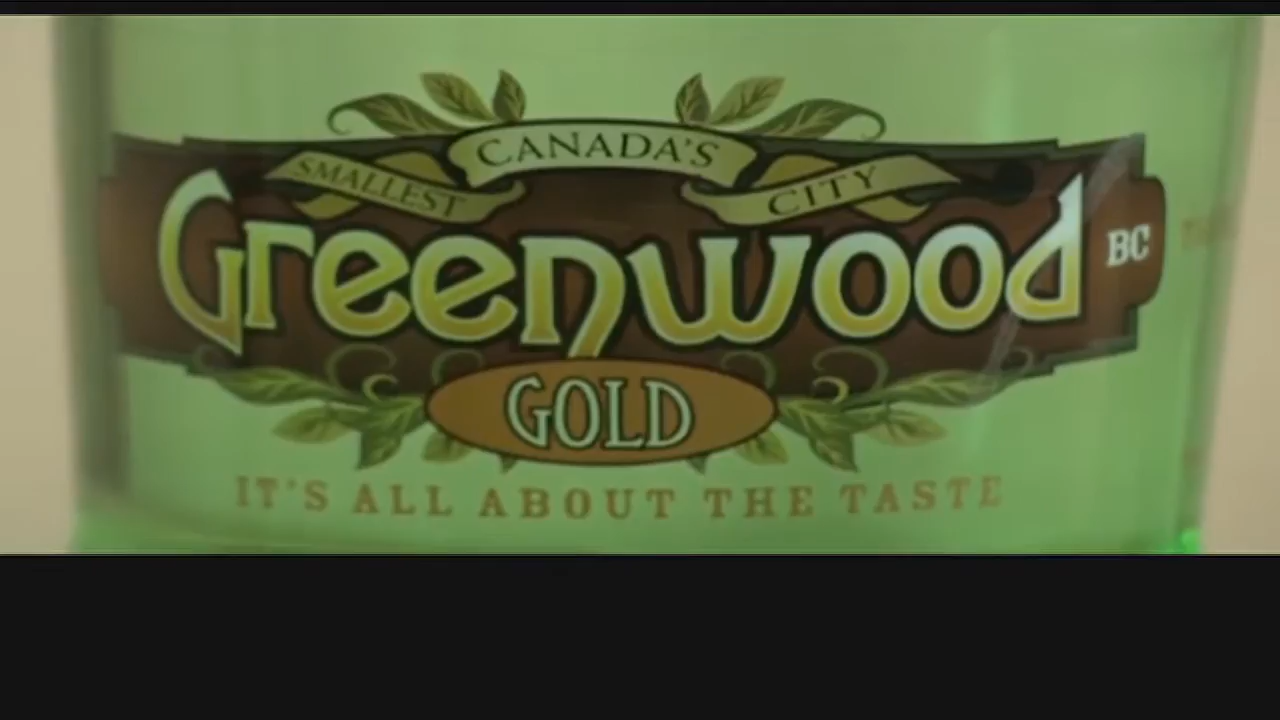 CANADA'S
SMALLEST CITY
Greenwood BC
GOLD
IT'S ALL ABOUT THE TASTE